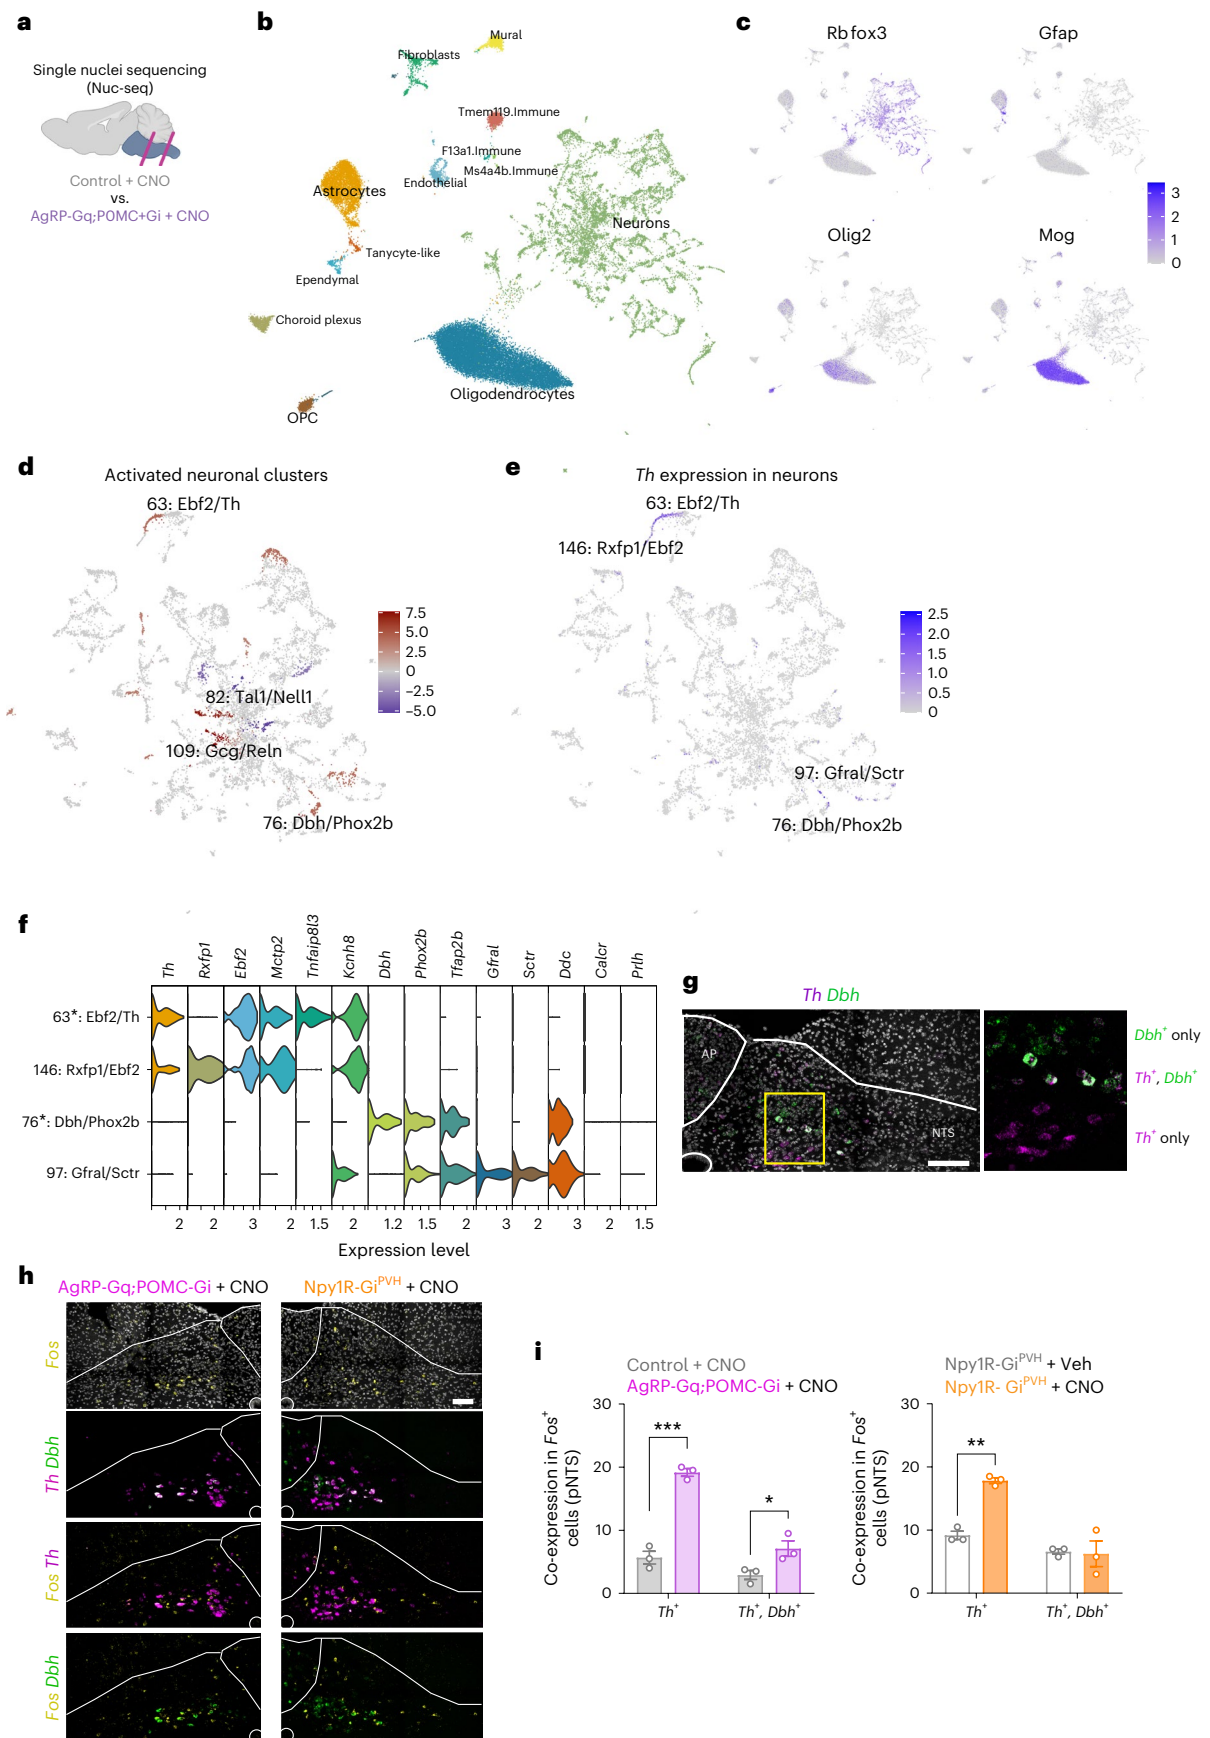 a
Single nuclei sequencing
(Nuc-seq)
Control + CNO
vs.
AgRP-Gq;POMC+Gi + CNO
b
Mural
Fibroblasts
Tmem119.Immune
F13a1.Immune
Ms4a4b.Immune
Endothelial
Astrocytes
Neurons
Tanycyte-like
Ependymal
Choroid plexus
Oligodendrocytes
OPC
c
Rbfox3
Gfap
Olig2
Mog
3
2
1
0
d
Activated neuronal clusters
63: Ebf2/Th
82: Tal1/Nell1
109: Gcg/Reln
76: Dbh/Phox2b
7.5
5.0
2.5
0
−2.5
−5.0
e
Th expression in neurons
63: Ebf2/Th
146: Rxfp1/Ebf2
97: Gfral/Sctr
76: Dbh/Phox2b
2.5
2.0
1.5
1.0
0.5
0
f
Th
Rxfp1
Ebf2
Mctp2
Tnfaip8l3
Kcnh8
Dbh
Phox2b
Tfap2b
Gfral
Sctr
Ddc
Calcr
Prlh
63*: Ebf2/Th
146: Rxfp1/Ebf2
76*: Dbh/Phox2b
97: Gfral/Sctr
2 2 3 2 1.5 2 1.2 1.5 2 3 2 3 2 1.5
Expression level
g
Th Dbh
AP
NTS
Dbh+ only
Th+, Dbh+
Th+ only
h
AgRP-Gq;POMC-Gi + CNO
Npy1R-GiPVH + CNO
Fos
Th Dbh
Fos Th
Fos Dbh
i
Control + CNO
AgRP-Gq;POMC-Gi + CNO
Co-expression in Fos+
cells (pNTS)
30
20
10
0
***
*
Th+
Th+, Dbh+
Npy1R-GiPVH + Veh
Npy1R- GiPVH + CNO
Co-expression in Fos+
cells (pNTS)
30
20
10
0
**
Th+
Th+, Dbh+